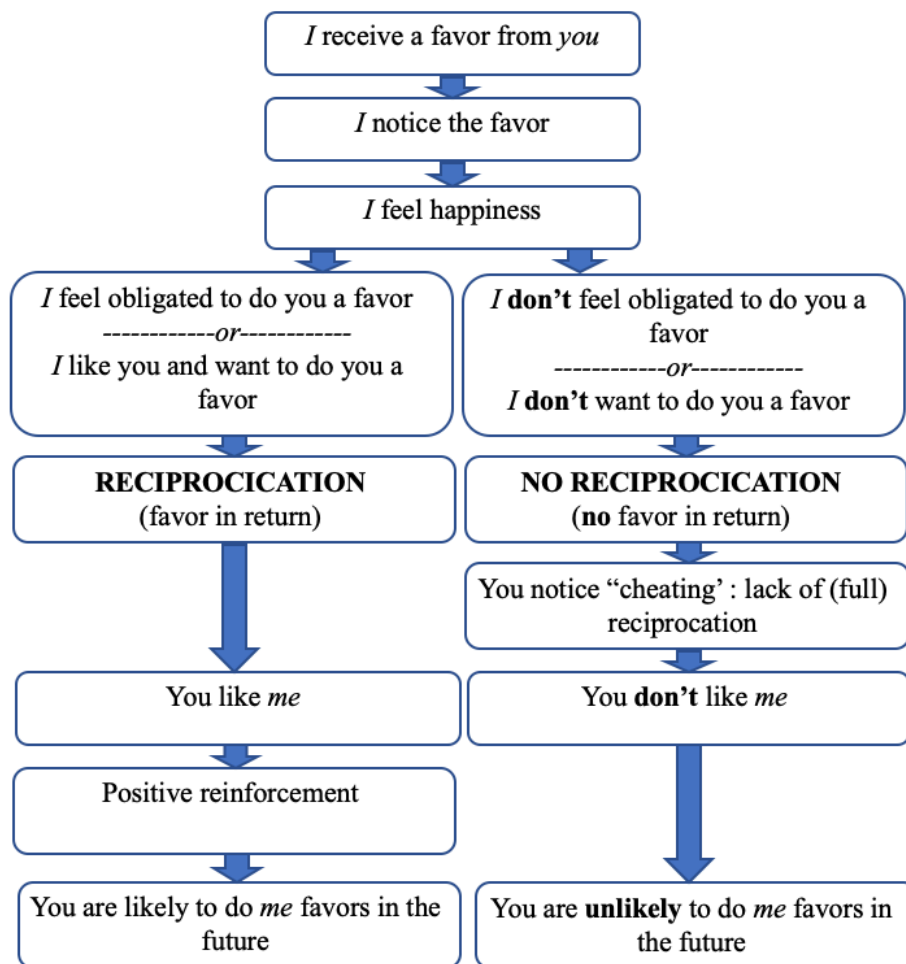 I receive a favor from you
I notice the favor
I feel happiness
I feel obligated to do you a favor
------------or------------
I like you and want to do you a
favor
I don’t feel obligated to do you a
favor
------------or------------
I don’t want to do you a favor
RECIPROCICATION
(favor in return)
NO RECIPROCICATION
(no favor in return)
You notice “cheating’ : lack of (full)
reciprocation
You like me
You don’t like me
Positive reinforcement
You are likely to do me favors in the
future
You are unlikely to do me favors in
the future